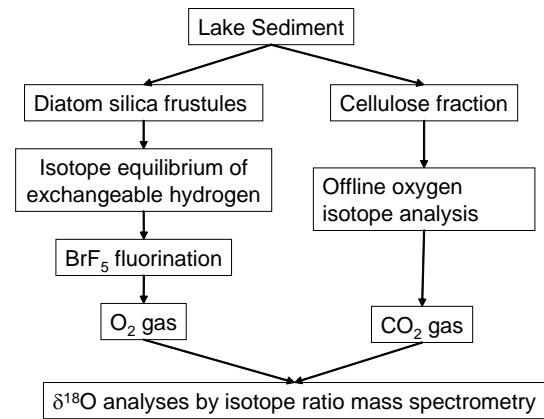 Lake Sediment
Diatom silica frustules
Cellulose fraction
Isotope equilibrium of
exchangeable hydrogen
Offline oxygen
isotope analysis
BrF₅ fluorination
O₂ gas
CO₂ gas
δ¹⁸O analyses by isotope ratio mass spectrometry